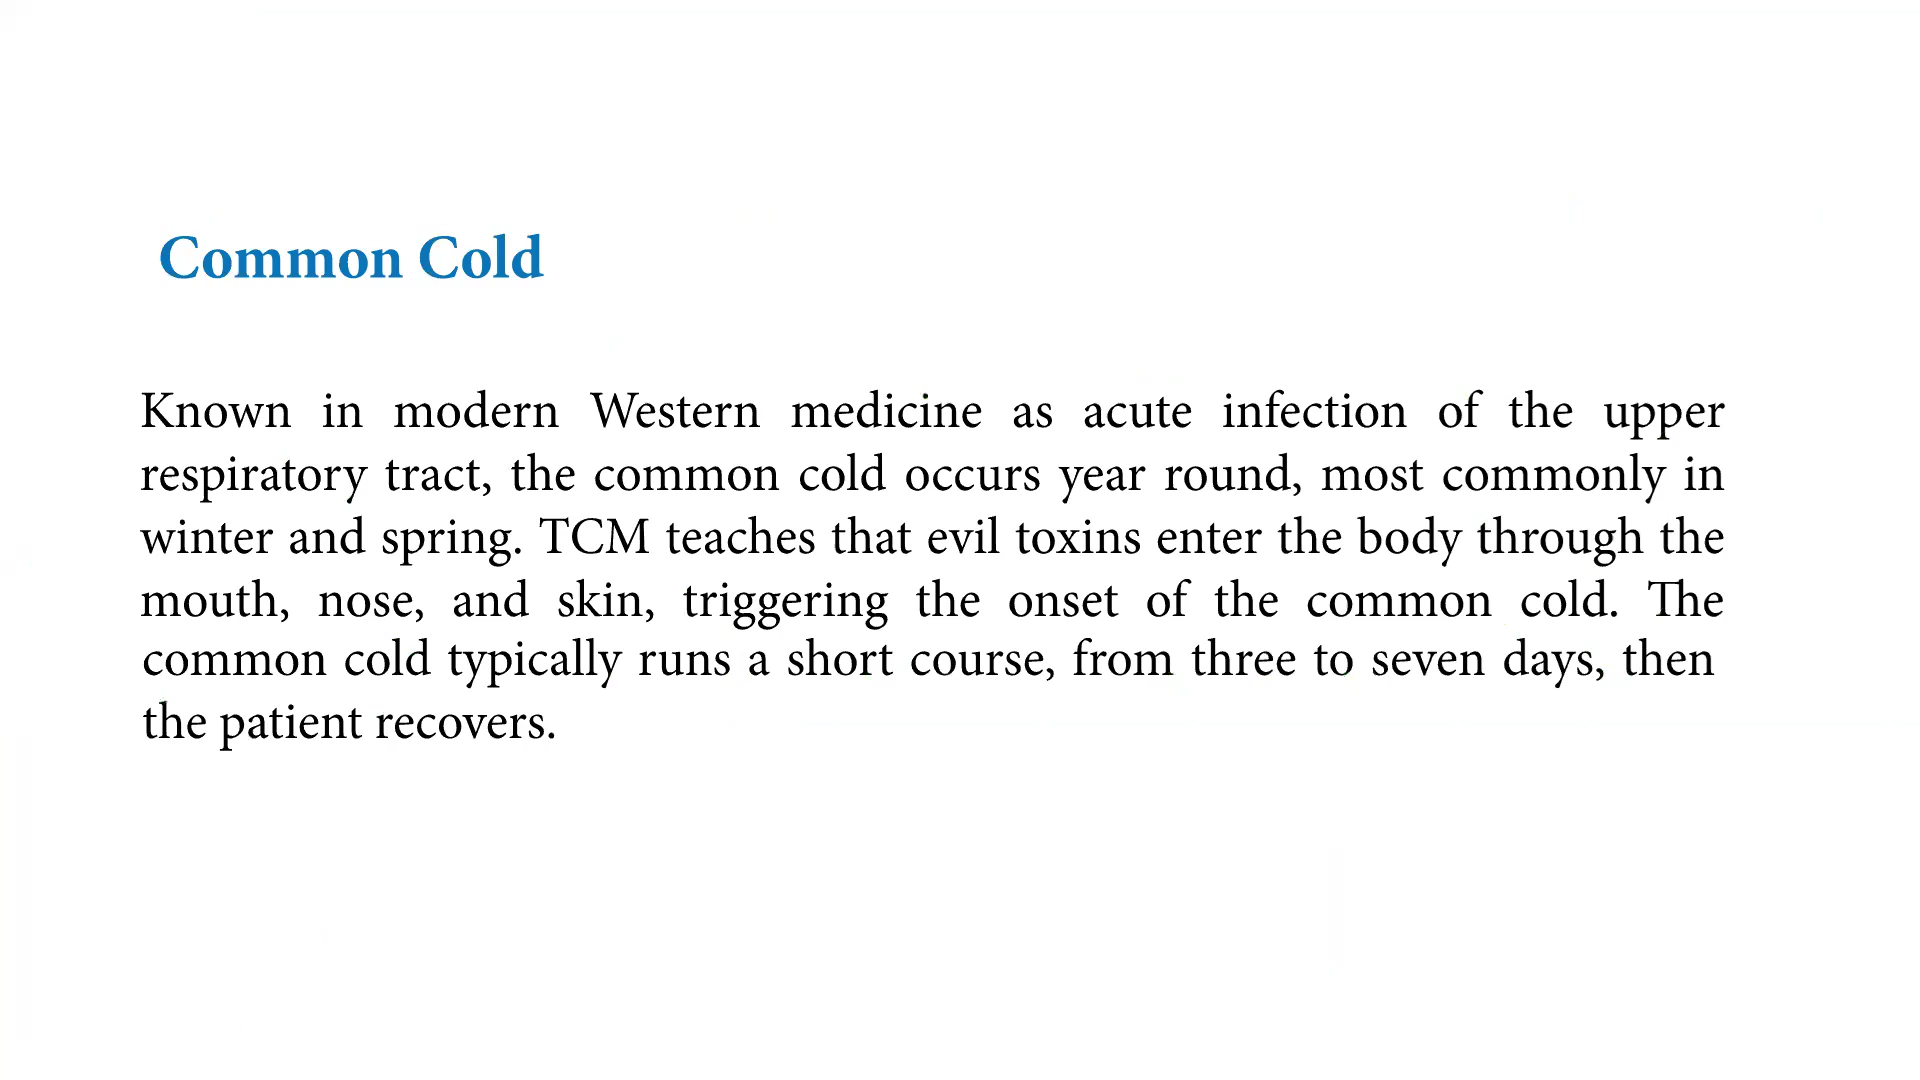 Common Cold
Known in modern Western medicine as acute infection of the upper
respiratory tract, the common cold occurs year round, most commonly in
winter and spring. TCM teaches that evil toxins enter the body through the
mouth, nose, and skin, triggering the onset of the common cold. The
common cold typically runs a short course, from three to seven days, then
the patient recovers.